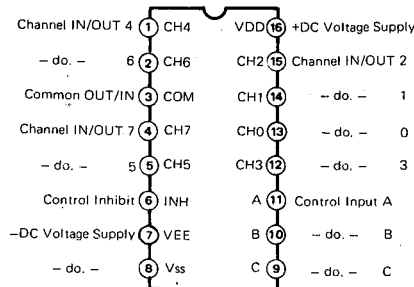 Channel IN/OUT 4 1 CH4 VDD 16 +DC Voltage Supply
– do. – 6 2 CH6 CH2 15 Channel IN/OUT 2
Common OUT/IN 3 COM CH1 14 – do. – 1
Channel IN/OUT 7 4 CH7 CH0 13 – do. – 0
– do. – 5 5 CH5 CH3 12 – do. – 3
Control Inhibit 6 INH A 11 Control Input A
–DC Voltage Supply 7 VEE B 10 – do. – B
– do. – 8 Vss C 9 – do. – C